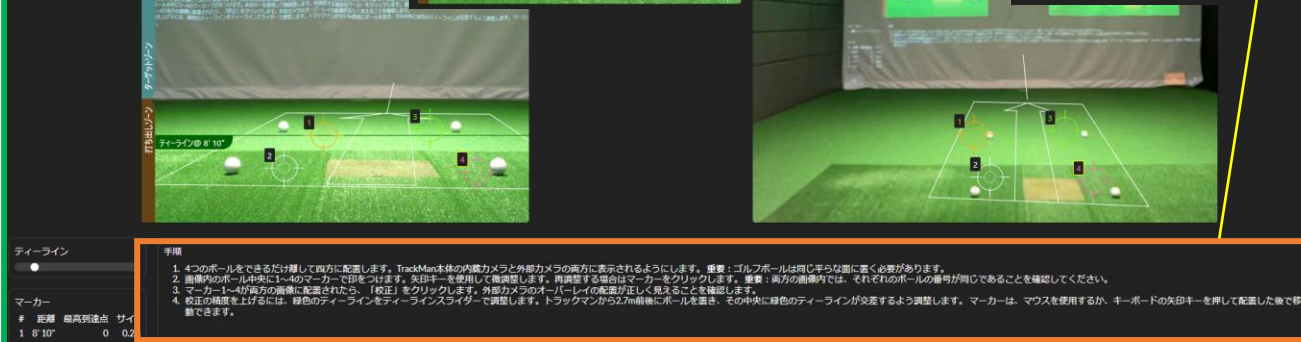 ターゲットゾーン
打ち出しゾーン
ティーライン@ 8' 10"
1
3
2
4
1
3
2
4
ティーライン
マーカー
# 距離 最高到達点 サイ
1 8' 10" 0 0.2
手順
1. 4つのボールをできるだけ離して四方に配置します。TrackMan本体の内蔵カメラと外部カメラの両方に表示されるようにします。重要：ゴルフボールは同じ平らな面に置く必要があります。
2. 画像内のボール中央に1~4のマーカーで印をつけます。矢印キーを使用して微調整します。再調整する場合はマーカーをクリックします。重要：両方の画像内では、それぞれのボールの番号が同じであることを確認してください。
3. マーカー1~4が両方の画像に配置されたら、「校正」をクリックします。外部カメラのオーバーレイの配置が正しく見えることを確認します。
4. 校正の精度を上げるには、緑色のティーラインをティーラインスライダーで調整します。トラックマンから2.7m前後にボールを置き、その中央に緑色のティーラインが交差するよう調整します。マーカーは、マウスを使用するか、キーボードの矢印キーを押して配置した後で移
動できます。